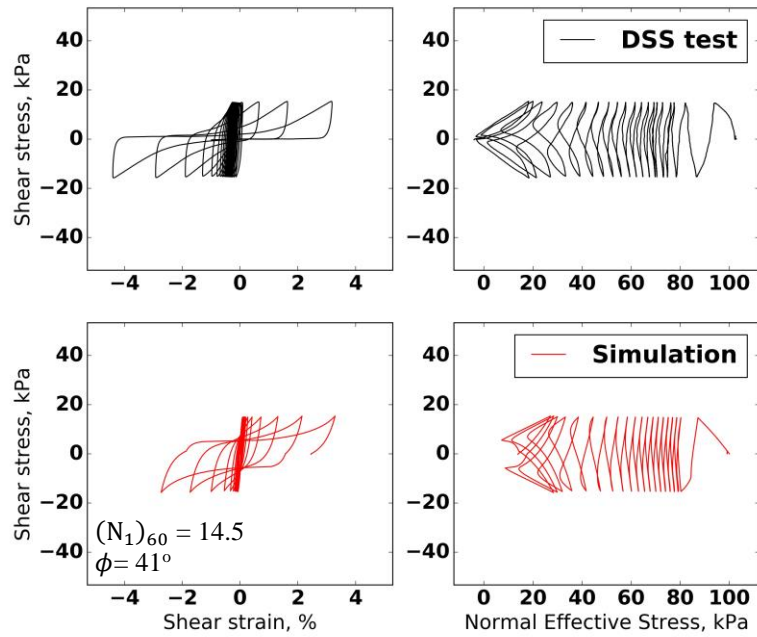 DSS test
Shear stress, kPa
40
20
0
−20
−40
−4 −2 0 2 4
40
20
0
−20
−40
0 20 40 60 80 100
Simulation
Shear stress, kPa
40
20
0
−20
−40
(N₁)₆₀ = 14.5
ϕ= 41°
−4 −2 0 2 4
Shear strain, %
40
20
0
−20
−40
0 20 40 60 80 100
Normal Effective Stress, kPa